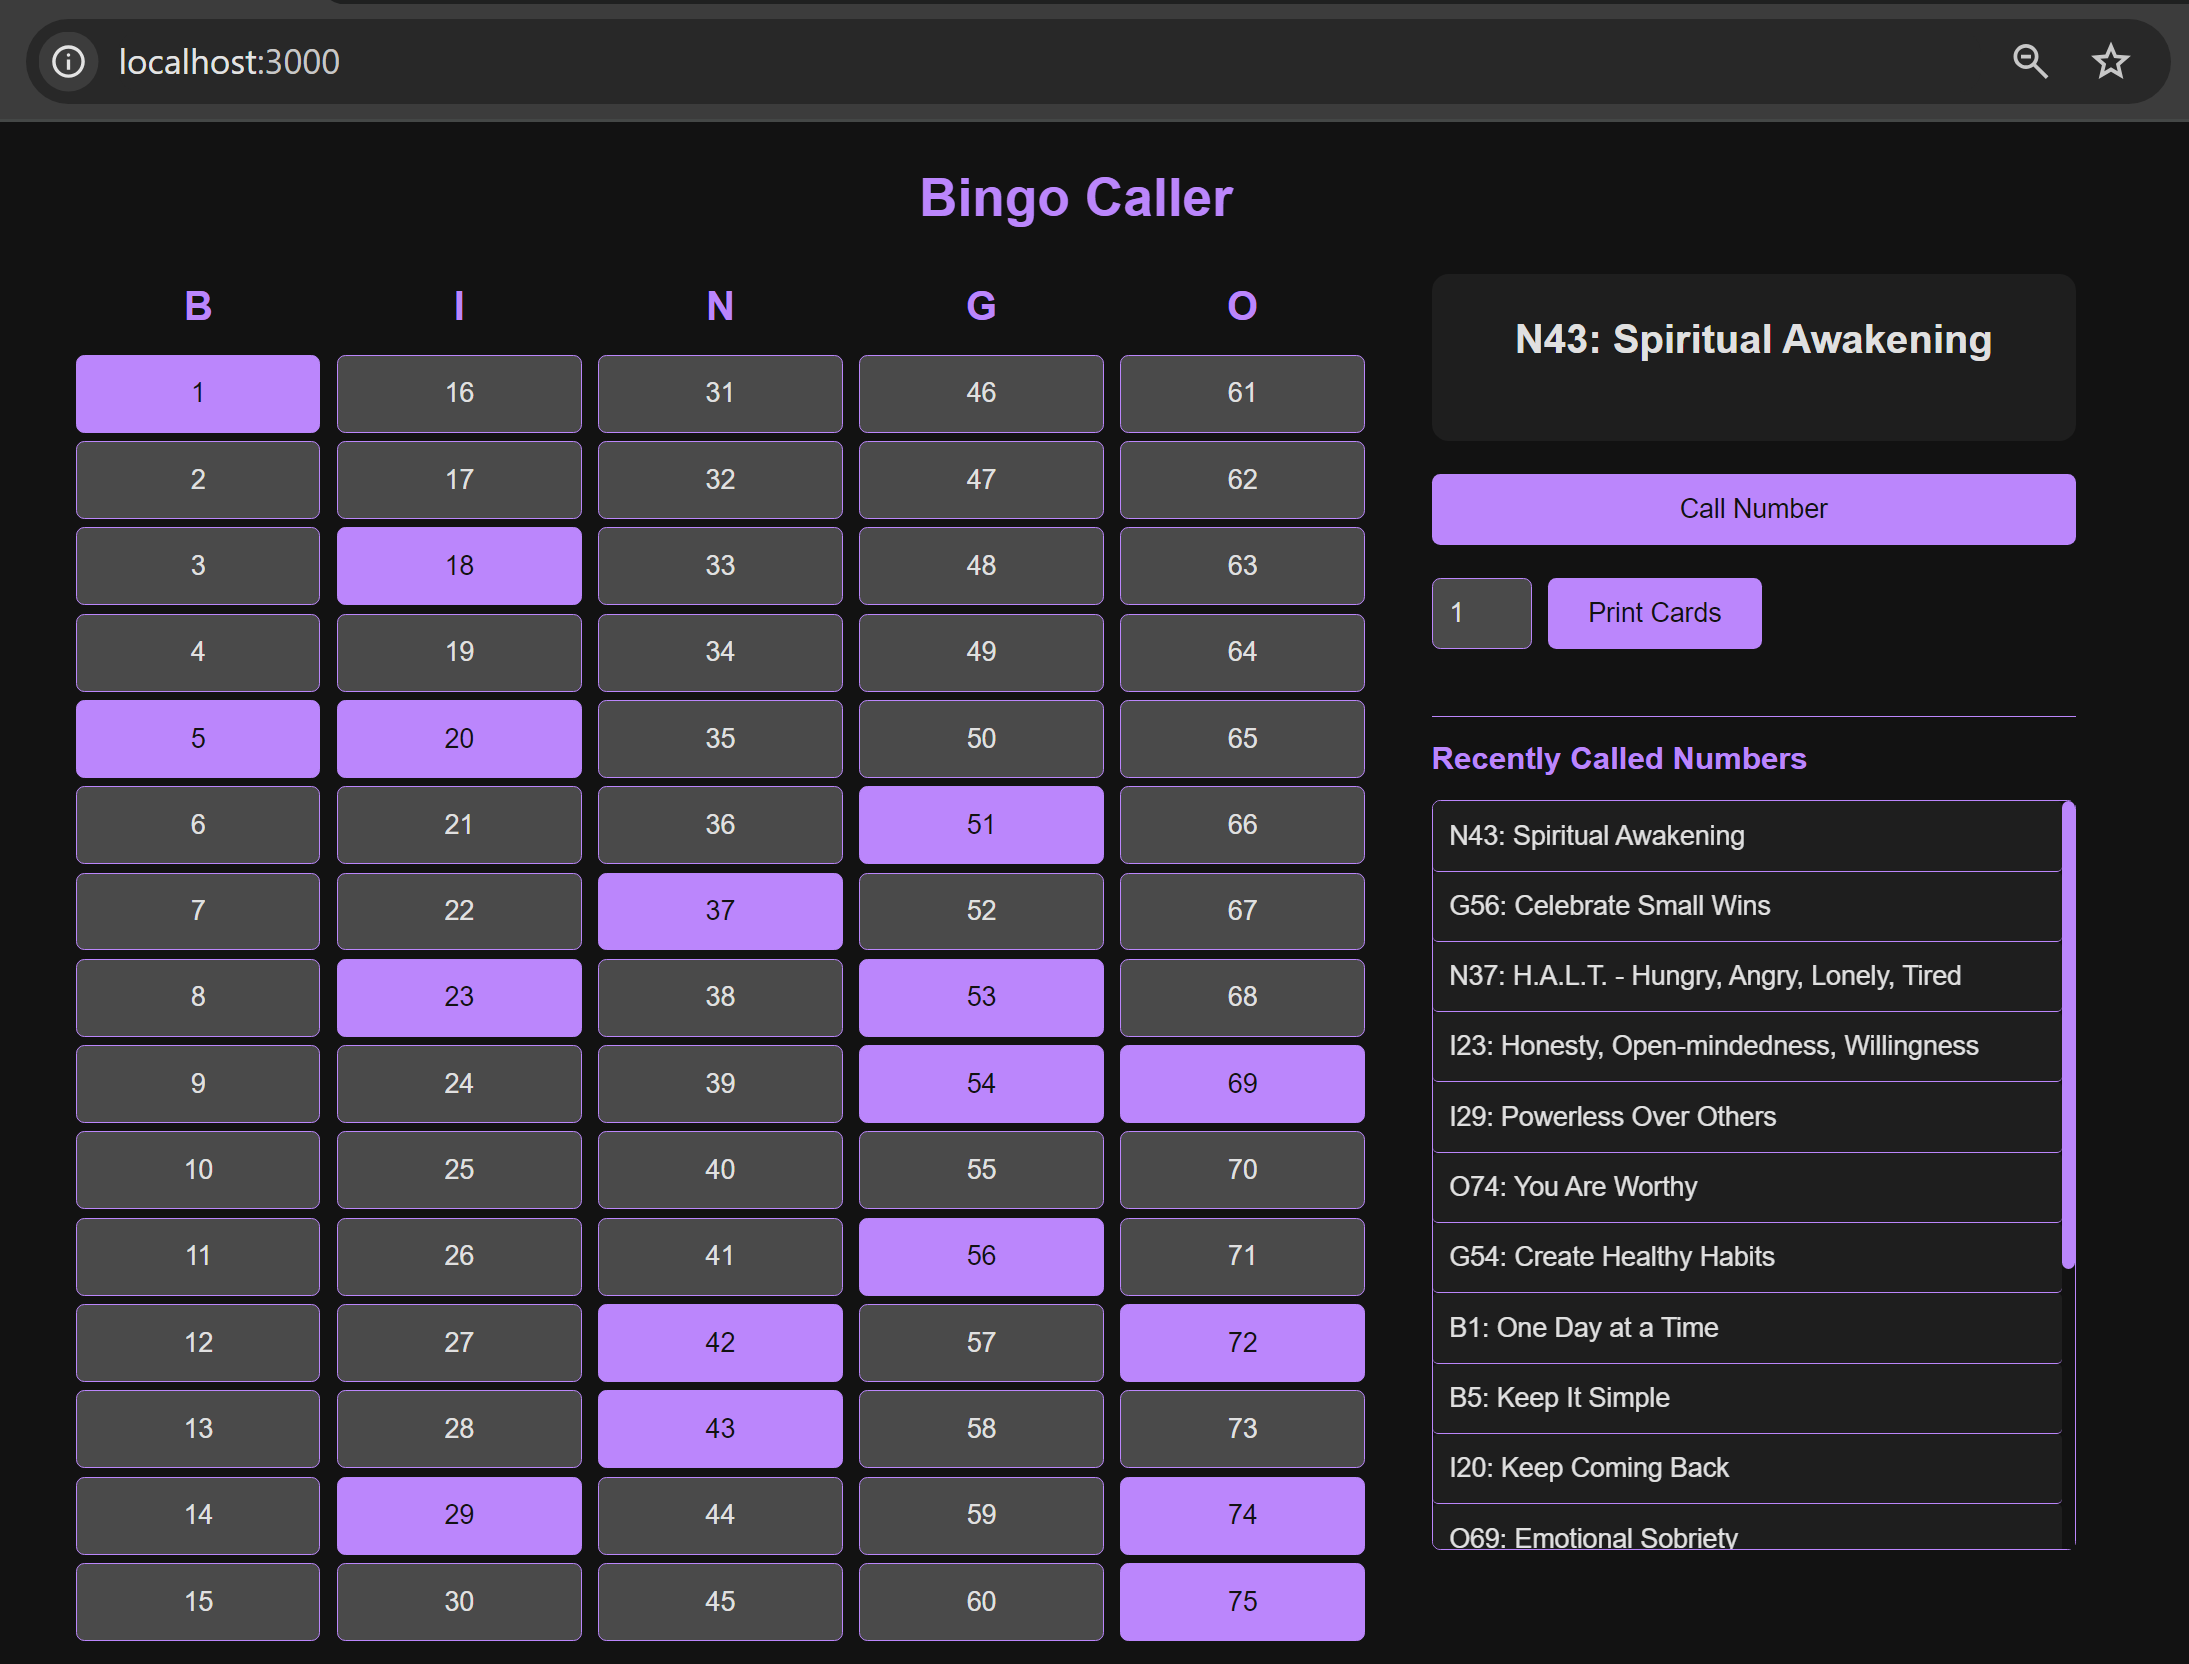 localhost:3000
Bingo Caller
B I N G O
1 16 31 46 61
2 17 32 47 62
3 18 33 48 63
4 19 34 49 64
5 20 35 50 65
6 21 36 51 66
7 22 37 52 67
8 23 38 53 68
9 24 39 54 69
10 25 40 55 70
11 26 41 56 71
12 27 42 57 72
13 28 43 58 73
14 29 44 59 74
15 30 45 60 75
N43: Spiritual Awakening
Call Number
1 Print Cards
Recently Called Numbers
N43: Spiritual Awakening
G56: Celebrate Small Wins
N37: H.A.L.T. - Hungry, Angry, Lonely, Tired
I23: Honesty, Open-mindedness, Willingness
I29: Powerless Over Others
O74: You Are Worthy
G54: Create Healthy Habits
B1: One Day at a Time
B5: Keep It Simple
I20: Keep Coming Back
O69: Emotional Sobriety